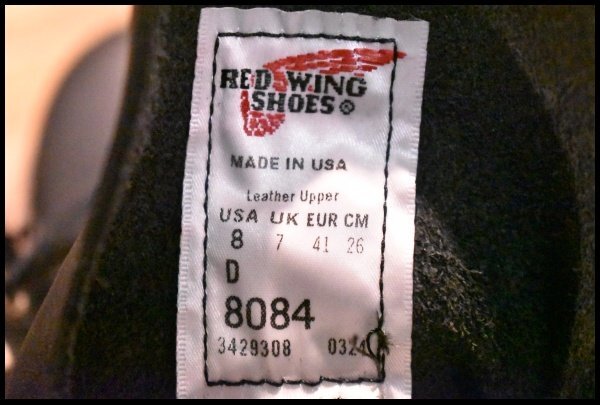 RED WING
SHOES ®
MADE IN USA
Leather Upper
USA UK EUR CM
8 7 41 26
D
8084
3429308 0324